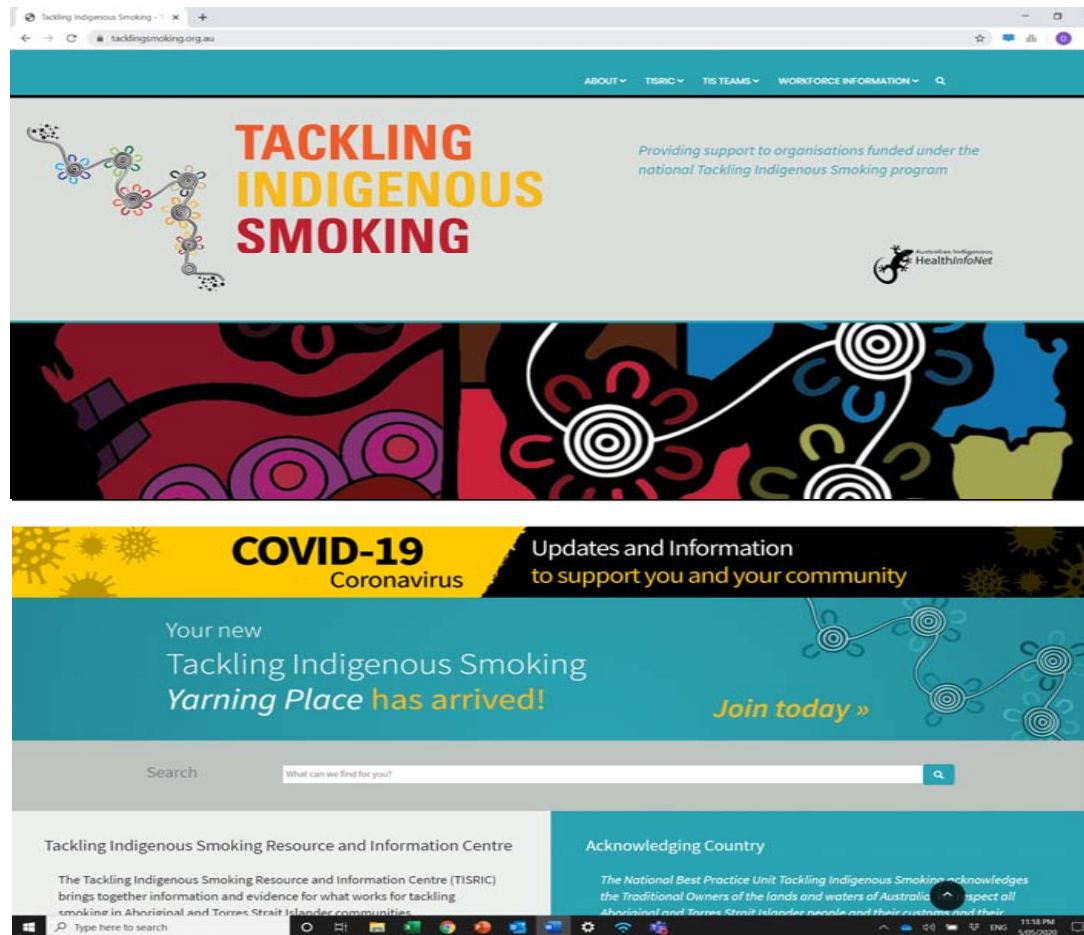 Tackling Indigenous Smoking - T
tacklingsmoking.org.au
ABOUT TISRIC TIS TEAMS WORKFORCE INFORMATION
TACKLING
INDIGENOUS
SMOKING
Providing support to organisations funded under the
national Tackling Indigenous Smoking program
Australian Indigenous
HealthInfoNet
COVID-19
Coronavirus
Updates and Information
to support you and your community
Your new
Tackling Indigenous Smoking
Yarning Place has arrived!
Join today »
Search
What can we find for you?
Tackling Indigenous Smoking Resource and Information Centre
The Tackling Indigenous Smoking Resource and Information Centre (TISRIC)
brings together information and evidence for what works for tackling
smoking in Aboriginal and Torres Strait Islander communities
Acknowledging Country
The National Best Practice Unit Tackling Indigenous Smoking acknowledges
the Traditional Owners of the lands and waters of Australia respect all
Aboriginal and Torres Strait Islander people and their customs and their
Type here to search
ENG
11:58 PM
5/05/2020